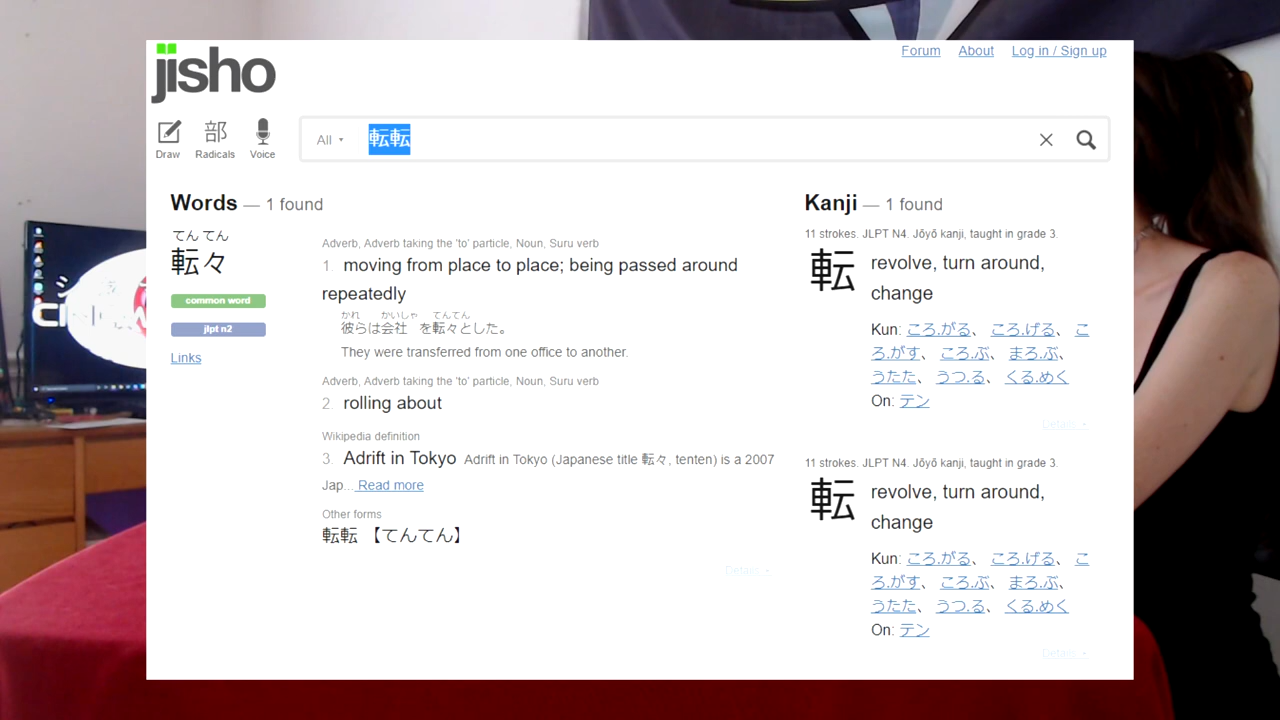 jisho
Forum About Log in / Sign up
Draw
部
Radicals
Voice
All
転転
Words — 1 found
てんてん
転々
common word
jlpt n2
Links
Adverb, Adverb taking the 'to' particle, Noun, Suru verb
1. moving from place to place; being passed around
repeatedly
かれ かいしゃ てんてん
彼らは会社 を転々とした。
They were transferred from one office to another.
Adverb, Adverb taking the 'to' particle, Noun, Suru verb
2. rolling about
Wikipedia definition
3. Adrift in Tokyo Adrift in Tokyo (Japanese title 転々, tenten) is a 2007
Jap... Read more
Other forms
転転 【てんてん】
Details
Kanji — 1 found
11 strokes. JLPT N4. Jōyō kanji, taught in grade 3.
転
revolve, turn around,
change
Kun: ころ.がる、 ころ.げる、 こ
ろ.がす、 ころ.ぶ、 まろ.ぶ、
うたた、 うつ.る、 くる.めく
On: テン
Details
11 strokes. JLPT N4. Jōyō kanji, taught in grade 3.
転
revolve, turn around,
change
Kun: ころ.がる、 ころ.げる、 こ
ろ.がす、 ころ.ぶ、 まろ.ぶ、
うたた、 うつ.る、 くる.めく
On: テン
Details